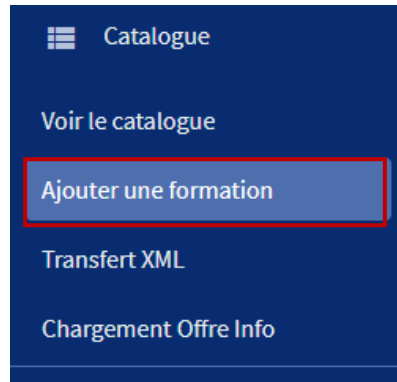 Catalogue
Voir le catalogue
Ajouter une formation
Transfert XML
Chargement Offre Info